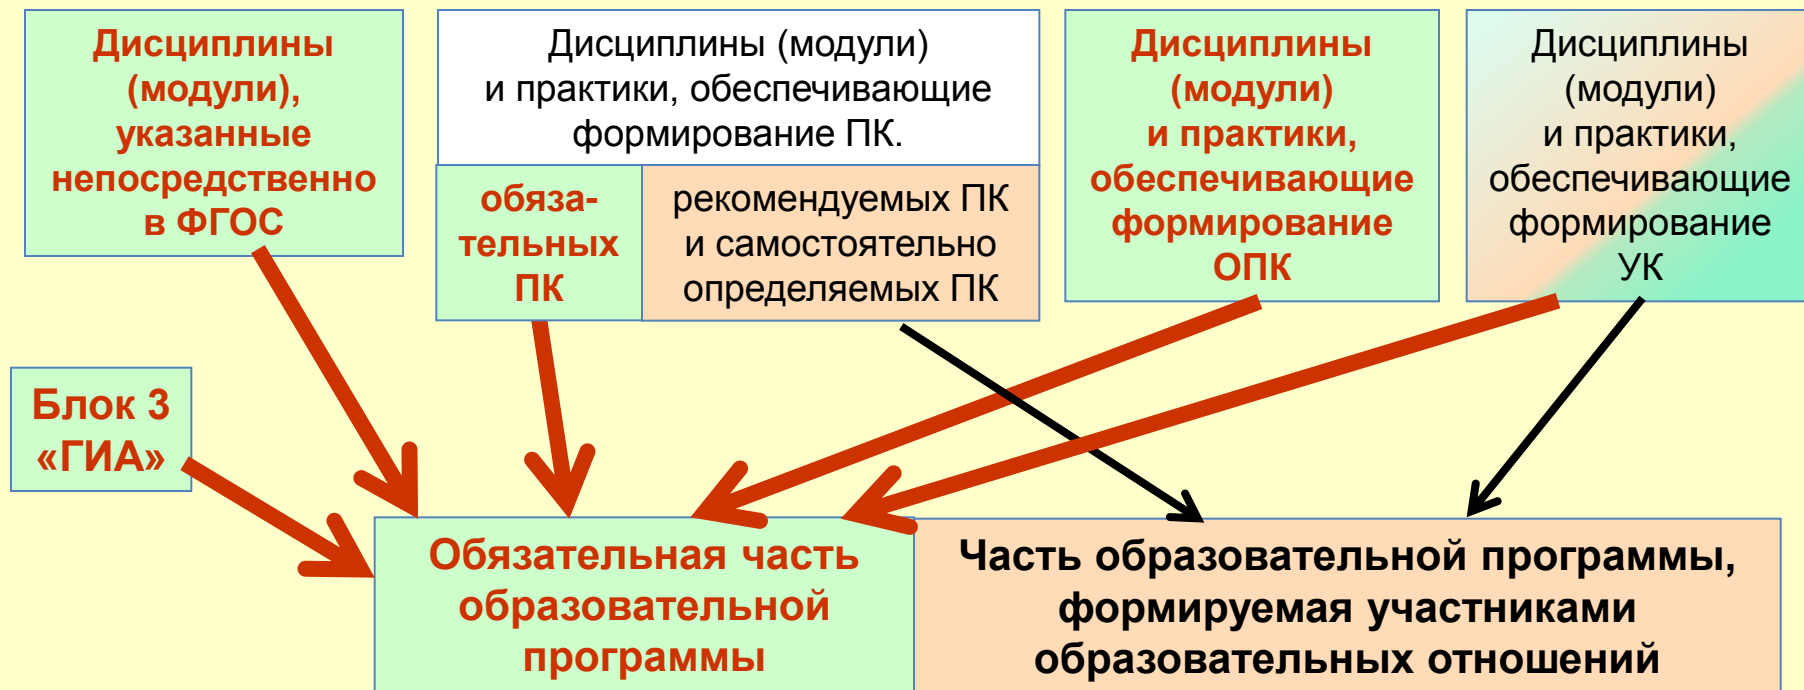 Дисциплины
(модули),
указанные
непосредственно
в ФГОС
Дисциплины (модули)
и практики, обеспечивающие
формирование ПК.
обяза-
тельных
ПК
рекомендуемых ПК
и самостоятельно
определяемых ПК
Дисциплины
(модули)
и практики,
обеспечивающие
формирование
ОПК
Дисциплины
(модули)
и практики,
обеспечивающие
формирование
УК
Блок 3
«ГИА»
Обязательная часть
образовательной
программы
Часть образовательной программы,
формируемая участниками
образовательных отношений